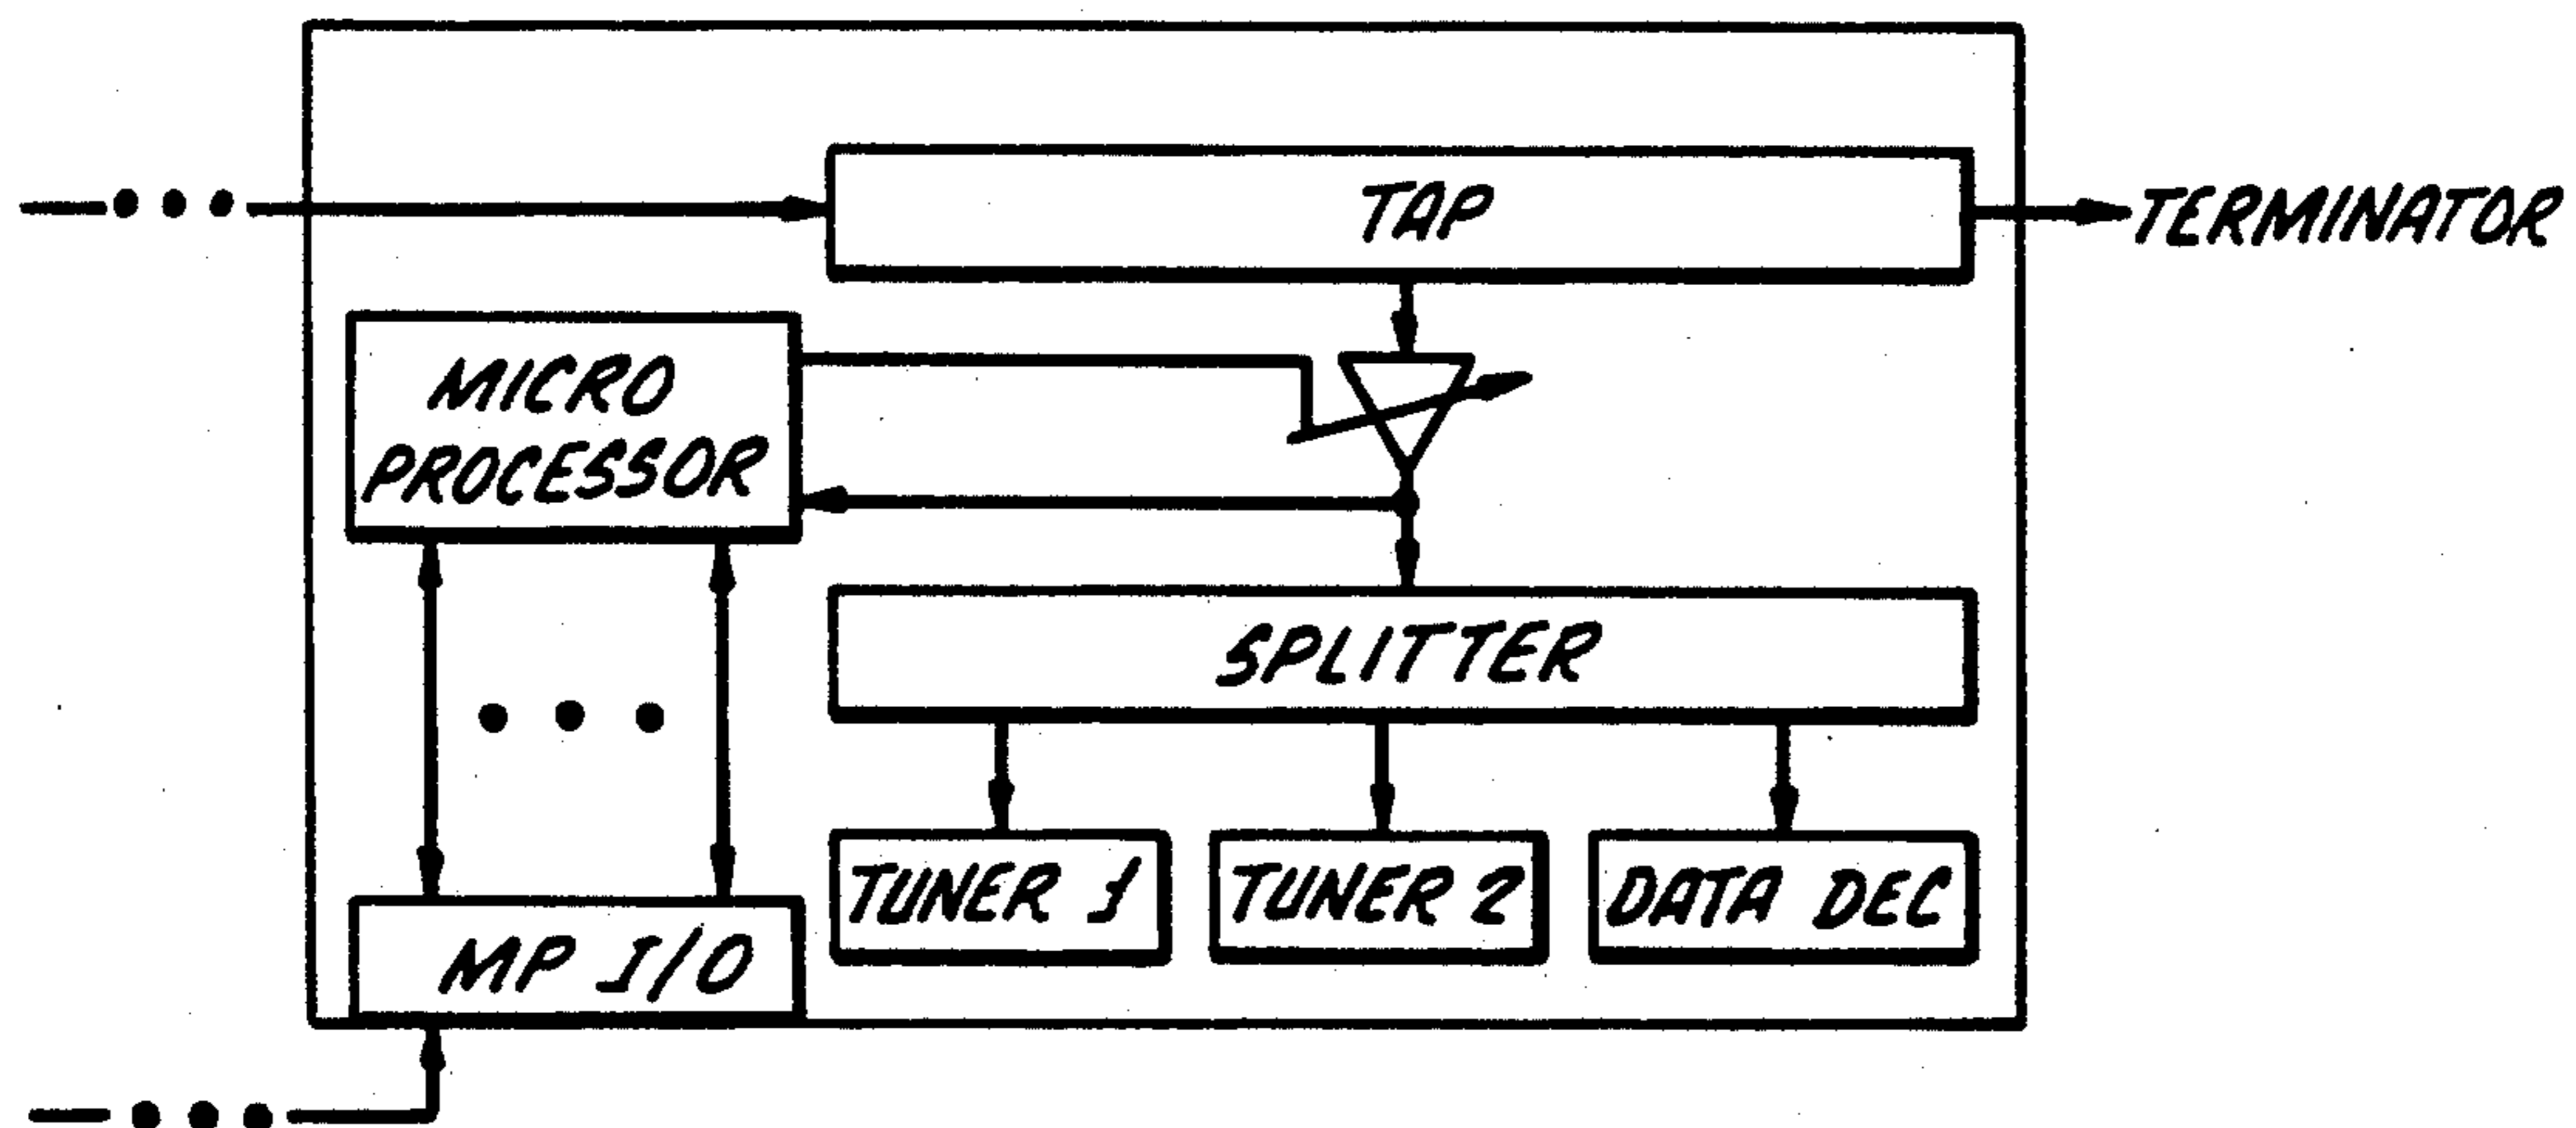 TAP
TERMINATOR
MICRO
PROCESSOR
SPLITTER
TUNER 1
TUNER 2
DATA DEC
MP I/O